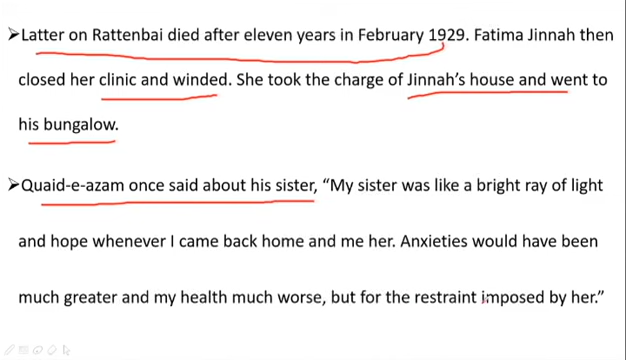 ➢Latter on Rattenbai died after eleven years in February 1929. Fatima Jinnah then
closed her clinic and winded. She took the charge of Jinnah's house and went to
his bungalow.
➢Quaid-e-azam once said about his sister, “My sister was like a bright ray of light
and hope whenever I came back home and me her. Anxieties would have been
much greater and my health much worse, but for the restraint imposed by her.”